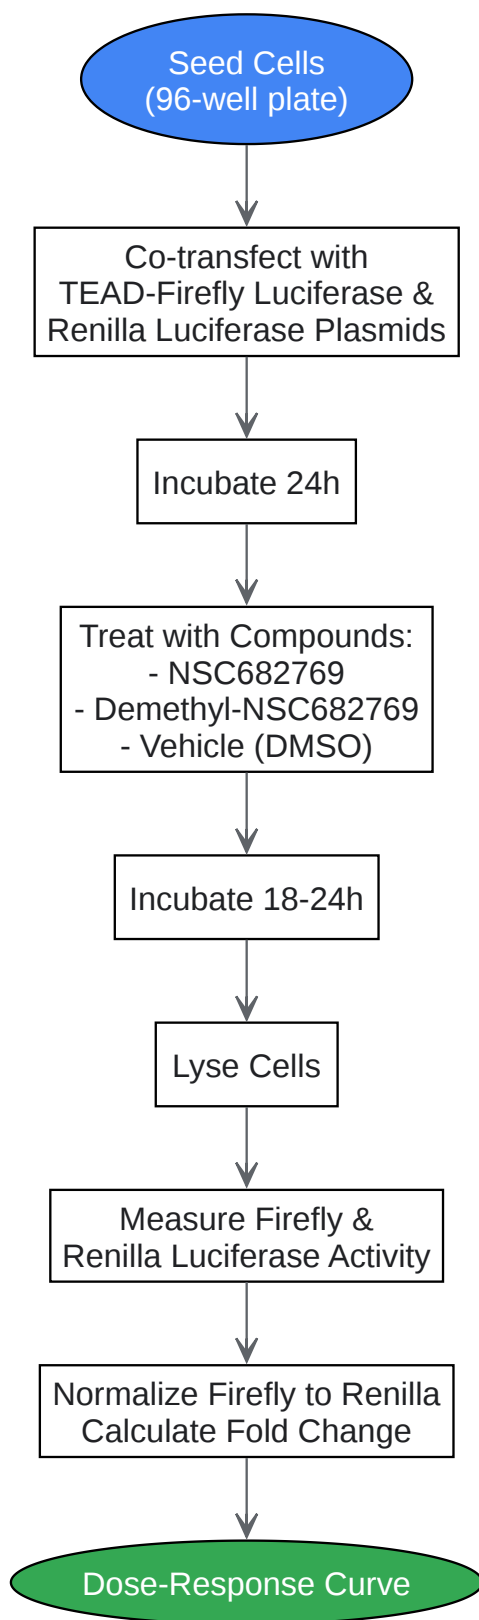 Seed Cells
(96-well plate)
Co-transfect with
TEAD-Firefly Luciferase &
Renilla Luciferase Plasmids
Incubate 24h
Treat with Compounds:
- NSC682769
- Demethyl-NSC682769
- Vehicle (DMSO)
Incubate 18-24h
Lyse Cells
Measure Firefly &
Renilla Luciferase Activity
Normalize Firefly to Renilla
Calculate Fold Change
Dose-Response Curve